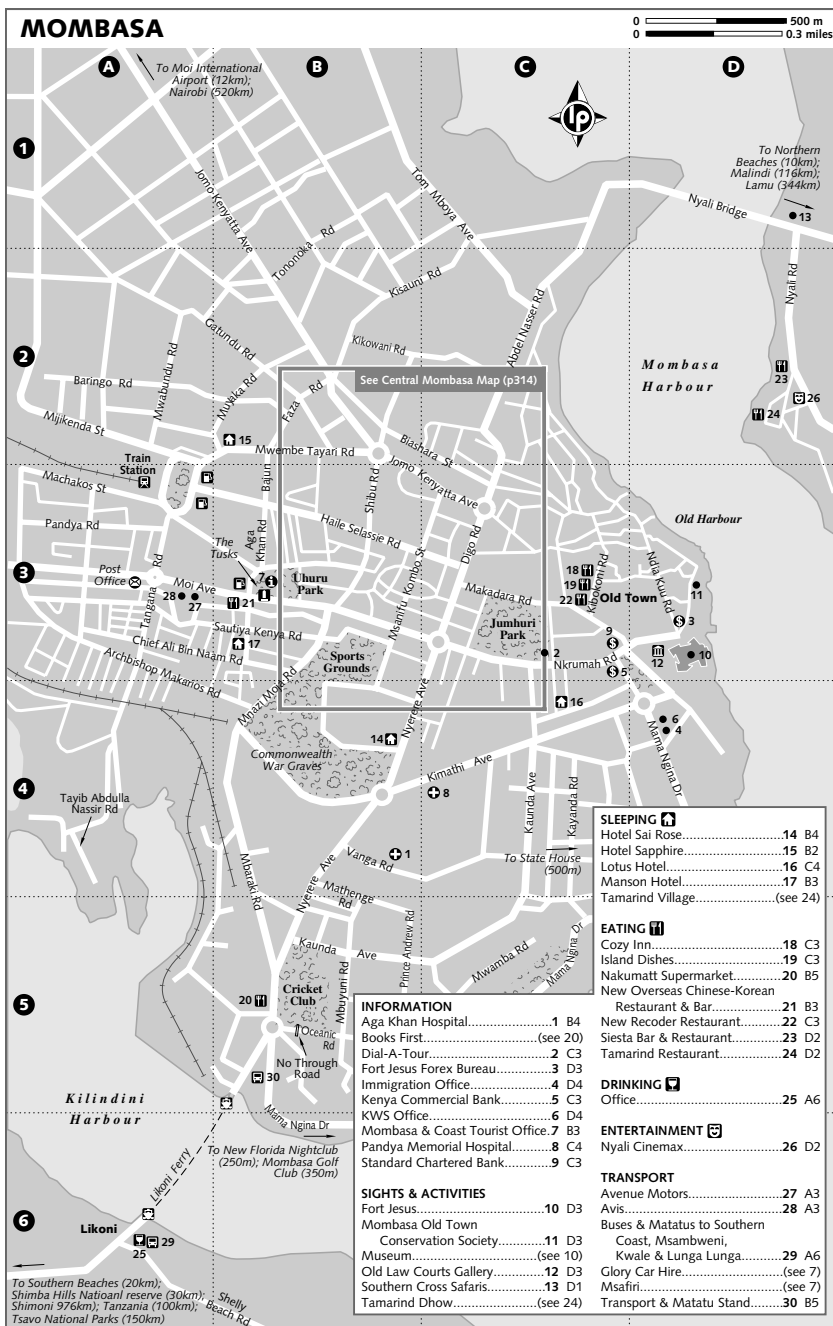 MOMBASA
0 500 m
0 0.3 miles
A
B
C
D
To Moi International
Airport (12km);
Nairobi (520km)
lp
1
To Northern
Beaches (10km);
Malindi (116km);
Lamu (344km)
Jomo Kenyatta Ave
Tom Mboya Ave
Nyali Bridge
13
Tononoka Rd
Kisauni Rd
Nyali Rd
Abdel Nasser Rd
2
Gatundu Rd
Kikowani Rd
Mwabundu Rd
Baringo Rd
Muyaka Rd
Faza Rd
See Central Mombasa Map (p314)
Mombasa
Harbour
23
26
24
Mijikenda St
15
Biashara St
Mwembe Tayari Rd
Train
Station
Jomo Kenyatta Ave
Machakos St
Bajun
Shibu Rd
Haile Selassie Rd
Digo Rd
Pandya Rd
The
Tusks
Aga
Khan Rd
Old Harbour
3
Post
Office
Moi Ave
28
27
7
21
Uhuru
Park
Msanifu Kombo St
Makadara Rd
18
19
22
Kibokoni Rd
Old Town
Ndia Kuu Rd
11
3
Tangana Rd
Sautiya Kenya Rd
17
Chief Ali Bin Naam Rd
Archbishop Makarios Rd
Sports
Grounds
Jumhuri
Park
2
9
Nkrumah Rd
5
12
10
Mnazi Moja Rd
16
6
4
Mama Ngina Dr
14
Nyerere Ave
Commonwealth
War Graves
Kimathi Ave
4
8
Tayib Abdulla
Nassir Rd
Kaunda Ave
Kayanda Rd
1
Vanga Rd
To State House
(500m)
Mbaraki Rd
Nyerere Ave
Mathenge
Rd
Kaunda Ave
Prince Andrew Rd
Mwamba Rd
Mama Ngina Dr
5
20
Cricket
Club
Mbuyuni Rd
Oceanic
Rd
No Through
Road
30
Kilindini
Harbour
Mama Ngina Dr
To New Florida Nightclub
(250m); Mombasa Golf
Club (350m)
Likoni Ferry
6
Likoni
29
25
To Southern Beaches (20km);
Shimba Hills Natioanl reserve (30km);
Shimoni 976km); Tanzania (100km);
Tsavo National Parks (150km)
Shelly
Beach Rd
INFORMATION
Aga Khan Hospital.....................1 B4
Books First..........................(see 20)
Dial-A-Tour................................2 C3
Fort Jesus Forex Bureau............3 D3
Immigration Office....................4 D4
Kenya Commercial Bank...........5 C3
KWS Office................................6 D4
Mombasa & Coast Tourist Office.7 B3
Pandya Memorial Hospital........8 C4
Standard Chartered Bank..........9 C3
SIGHTS & ACTIVITIES
Fort Jesus................................10 D3
Mombasa Old Town
Conservation Society............11 D3
Museum.............................(see 10)
Old Law Courts Gallery...........12 D3
Southern Cross Safaris.............13 D1
Tamarind Dhow..................(see 24)
SLEEPING
Hotel Sai Rose.........................14 B4
Hotel Sapphire........................15 B2
Lotus Hotel.............................16 C4
Manson Hotel.........................17 B3
Tamarind Village.................(see 24)
EATING
Cozy Inn..................................18 C3
Island Dishes...........................19 C3
Nakumatt Supermarket...........20 B5
New Overseas Chinese-Korean
Restaurant & Bar.................21 B3
New Recoder Restaurant........22 C3
Siesta Bar & Restaurant...........23 D2
Tamarind Restaurant...............24 D2
DRINKING
Office......................................25 A6
ENTERTAINMENT
Nyali Cinemax.........................26 D2
TRANSPORT
Avenue Motors.......................27 A3
Avis.........................................28 A3
Buses & Matatus to Southern
Coast, Msambweni,
Kwale & Lunga Lunga..........29 A6
Glory Car Hire......................(see 7)
Msafiri..................................(see 7)
Transport & Matatu Stand......30 B5